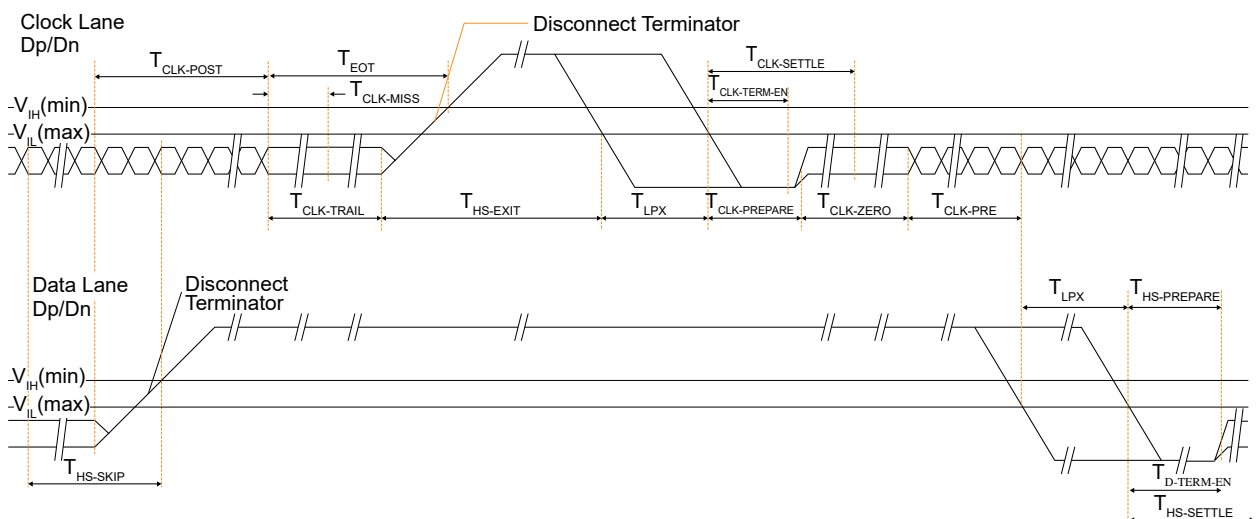 Clock Lane
Dp/Dn
Disconnect Terminator
TCLK-POST
TEOT
TCLK-MISS
TCLK-SETTLE
TCLK-TERM-EN
VIH(min)
VIL(max)
TCLK-TRAIL
THS-EXIT
TLPX
TCLK-PREPARE
TCLK-ZERO
TCLK-PRE
Data Lane
Dp/Dn
Disconnect
Terminator
TLPX
THS-PREPARE
VIH(min)
VIL(max)
THS-SKIP
TD-TERM-EN
THS-SETTLE